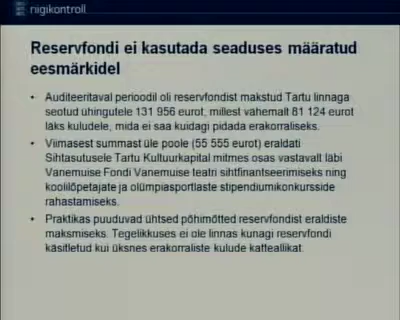 riigikontroll
Reservfondi ei kasutada seaduses määratud
eesmärkidel
• Auditeeritaval perioodil oli reservfondist makstud Tartu linnaga
seotud ühingutele 131 956 eurot, millest vähemalt 81 124 eurot
läks kuludele, mida ei saa kuidagi pidada erakorraliseks.
• Viimasest summast üle poole (55 555 eurot) eraldati
Sihtasutusele Tartu Kultuurkapital mitmes osas vastavalt läbi
Vanemuise Fondi Vanemuise teatri sihtfinantseerimiseks ning
koolilõpetajate ja olümpiasportlaste stipendiumikonkursside
rahastamiseks.
• Praktikas puuduvad ühtsed põhimõtted reservfondist eraldiste
maksmiseks. Tegelikkuses ei ole linnas kunagi reservfondi
käsitletud kui üksnes erakorraliste kulude katteallikat.